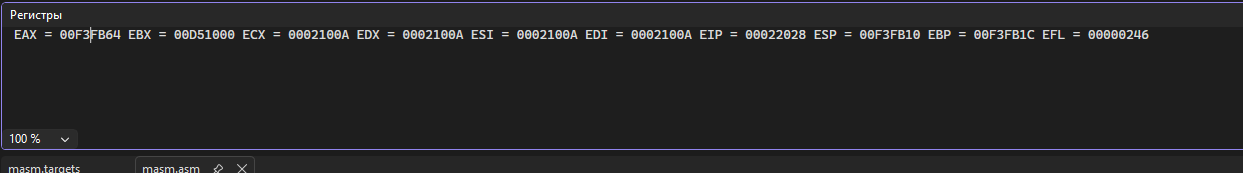 Регистры
EAX = 00F3FB64 EBX = 00D51000 ECX = 0002100A EDX = 0002100A ESI = 0002100A EDI = 0002100A EIP = 00022028 ESP = 00F3FB10 EBP = 00F3FB1C EFL = 00000246
100 %
masm.targets masm.asm